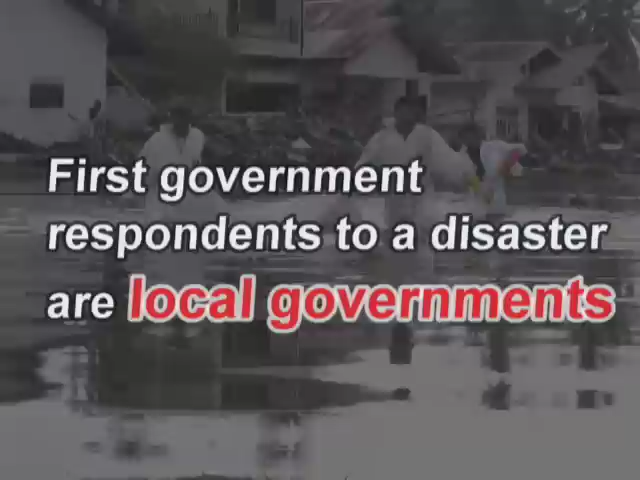 First government
respondents to a disaster
are local governments